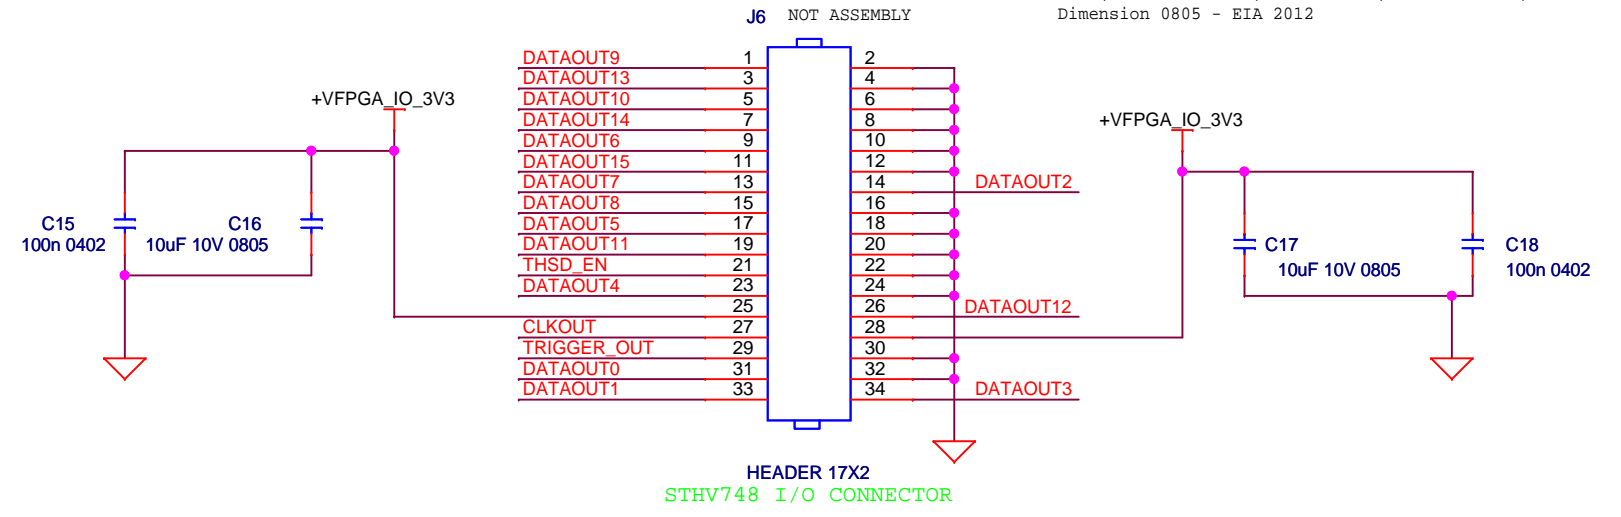 J6 NOT ASSEMBLY
Dimension 0805 - EIA 2012
DATAOUT9 1 2
DATAOUT13 3 4
+VFPGA_IO_3V3 DATAOUT10 5 6
DATAOUT14 7 8 +VFPGA_IO_3V3
DATAOUT6 9 10
DATAOUT15 11 12
DATAOUT7 13 14 DATAOUT2
DATAOUT8 15 16
C15 C16 DATAOUT5 17 18
100n 0402 10uF 10V 0805 DATAOUT11 19 20 C17 C18
THSD_EN 21 22 10uF 10V 0805 100n 0402
DATAOUT4 23 24
25 26 DATAOUT12
CLKOUT 27 28
TRIGGER_OUT 29 30
DATAOUT0 31 32
DATAOUT1 33 34 DATAOUT3
HEADER 17X2
STHV748 I/O CONNECTOR